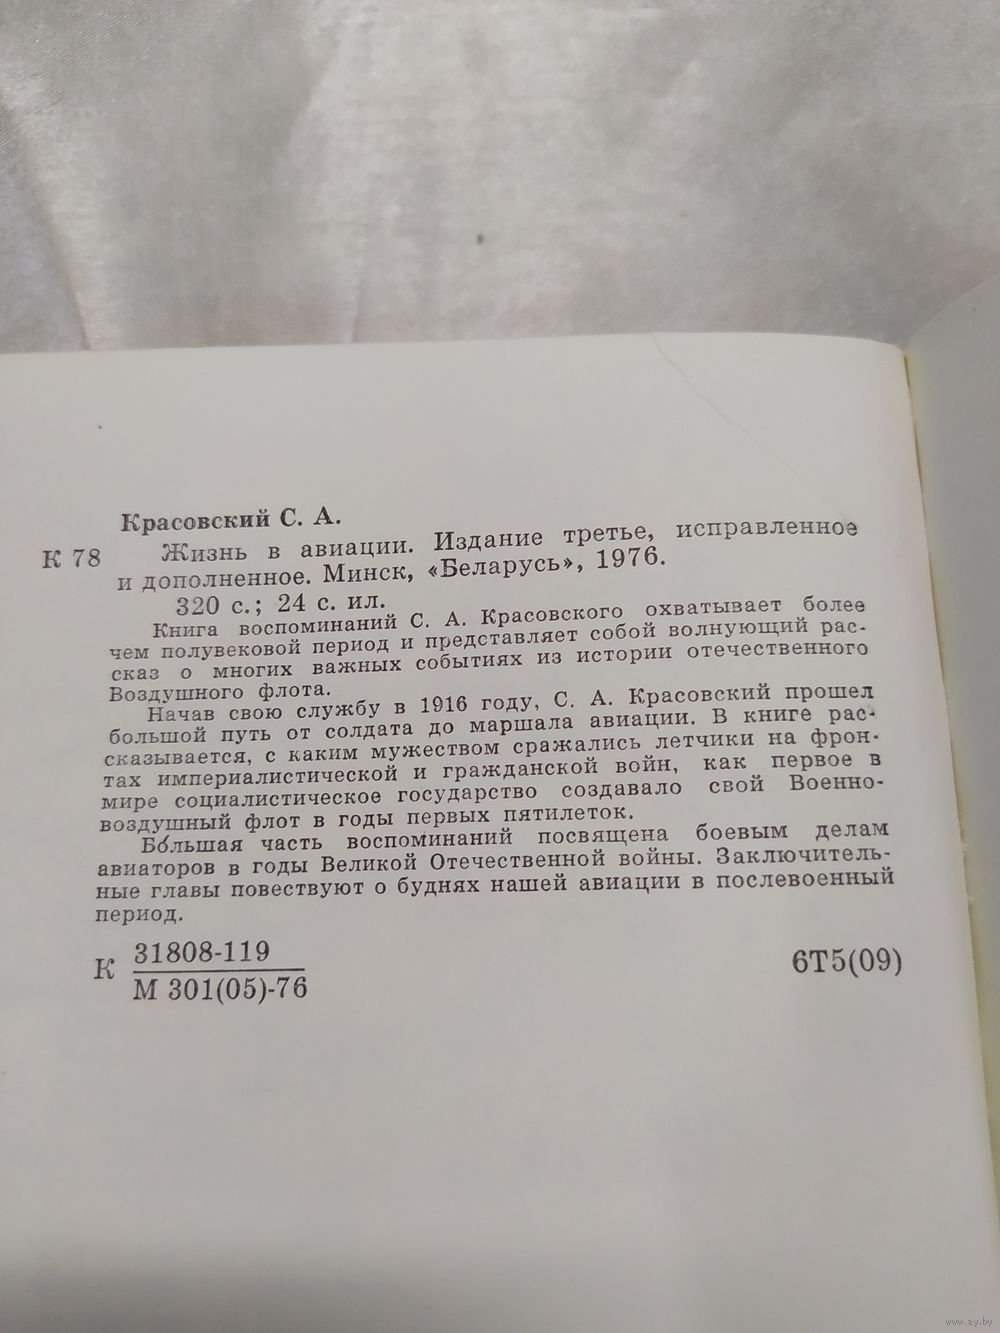 Красовский С. А.
К 78 Жизнь в авиации. Издание третье, исправленное
и дополненное. Минск, «Беларусь», 1976.
320 с.; 24 с. ил.
Книга воспоминаний С. А. Красовского охватывает более
чем полувековой период и представляет собой волнующий рас-
сказ о многих важных событиях из истории отечественного
Воздушного флота.
Начав свою службу в 1916 году, С. А. Красовский прошел
большой путь от солдата до маршала авиации. В книге рас-
сказывается, с каким мужеством сражались летчики на фрон-
тах империалистической и гражданской войн, как первое в
мире социалистическое государство создавало свой Военно-
воздушный флот в годы первых пятилеток.
Бо́льшая часть воспоминаний посвящена боевым делам
авиаторов в годы Великой Отечественной войны. Заключитель-
ные главы повествуют о буднях нашей авиации в послевоенный
период.
К 31808-119
М 301(05)-76
6Т5(09)
www.ay.by